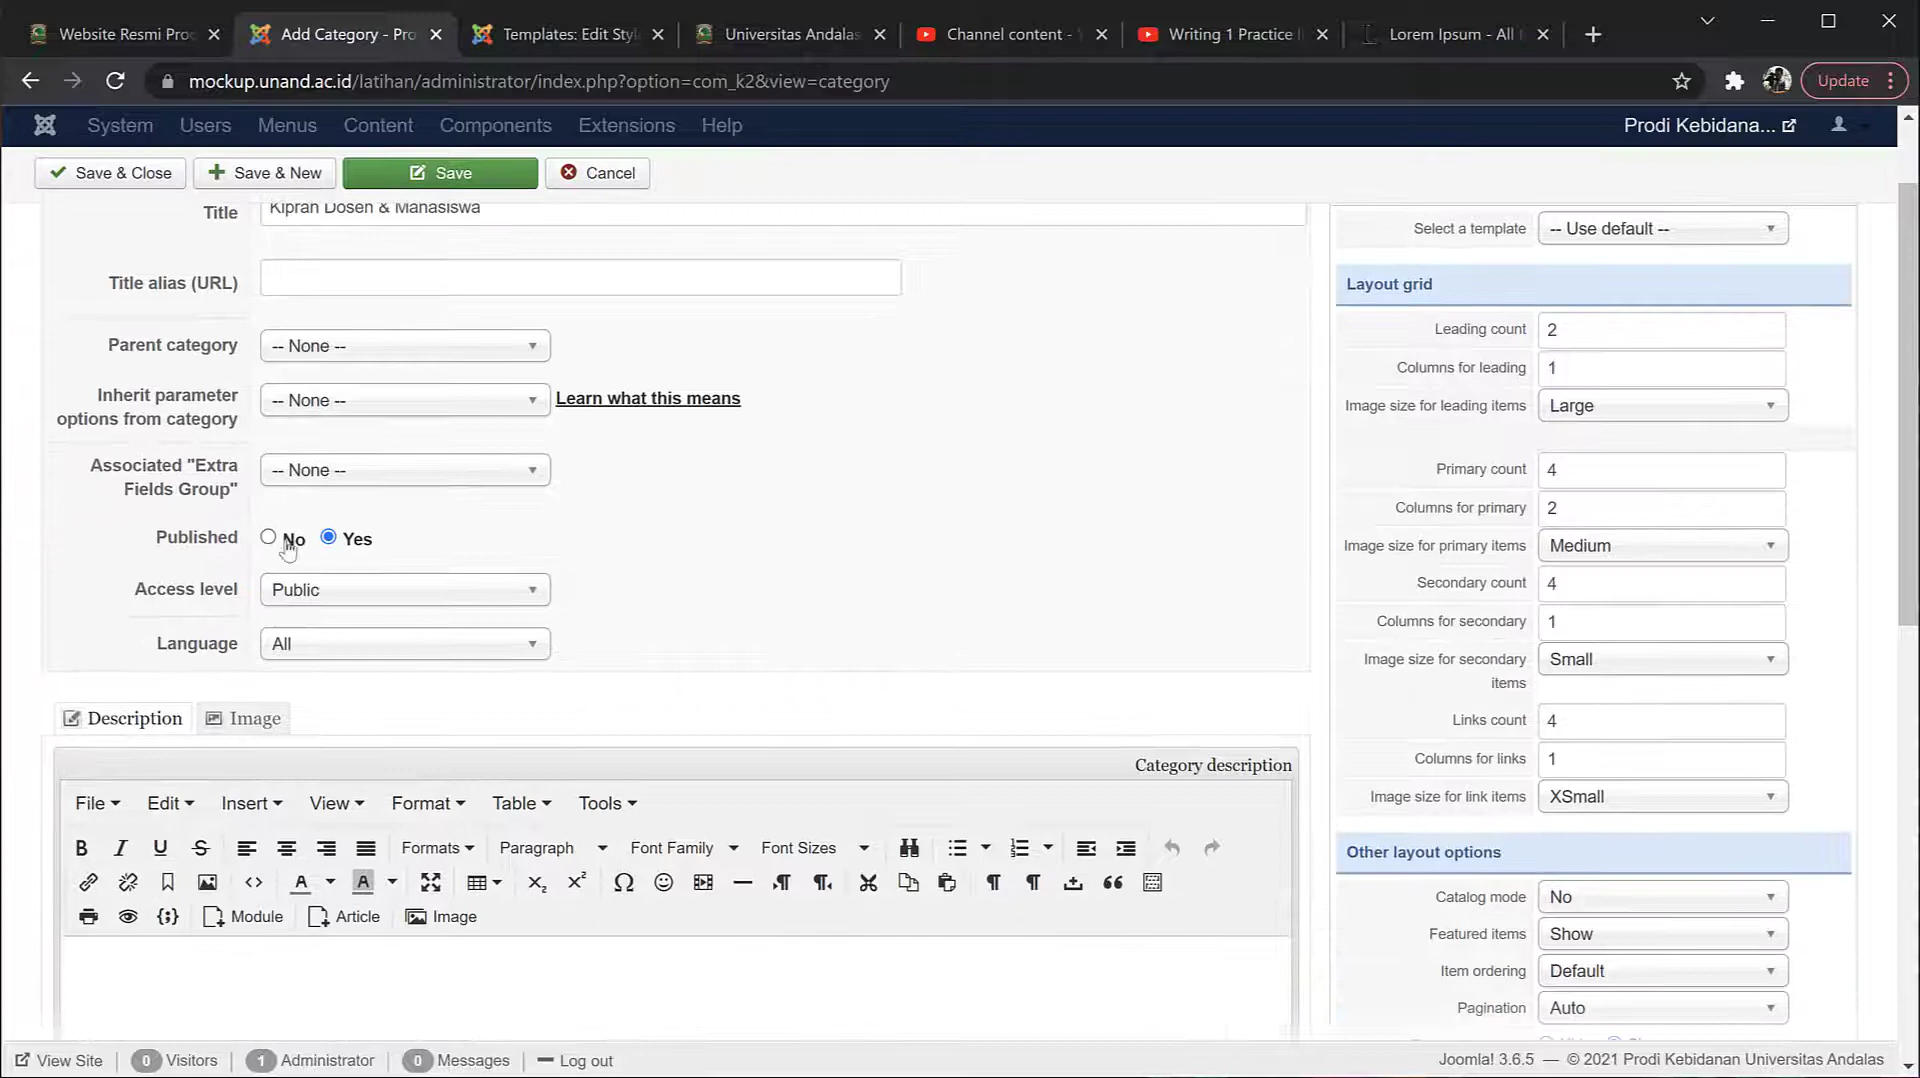 Website Resmi Pro
Add Category - Pro
Templates: Edit Styl
Universitas Andalas
Channel content -
Writing 1 Practice I
Lorem Ipsum - All
mockup.unand.ac.id/latihan/administrator/index.php?option=com_k2&view=category
Update
System
Users
Menus
Content
Components
Extensions
Help
Prodi Kebidana...
Save & Close
Save & New
Save
Cancel
Title
Kiprah Dosen & Mahasiswa
Title alias (URL)
Parent category
-- None --
Inherit parameter
options from category
-- None --
Learn what this means
Associated "Extra
Fields Group"
-- None --
Published
No
Yes
Access level
Public
Language
All
Description
Image
Category description
File
Edit
Insert
View
Format
Table
Tools
Formats
Paragraph
Font Family
Font Sizes
Module
Article
Image
Select a template
-- Use default --
Layout grid
Leading count
2
Columns for leading
1
Image size for leading items
Large
Primary count
4
Columns for primary
2
Image size for primary items
Medium
Secondary count
4
Columns for secondary
1
Image size for secondary
items
Small
Links count
4
Columns for links
1
Image size for link items
XSmall
Other layout options
Catalog mode
No
Featured items
Show
Item ordering
Default
Pagination
Auto
View Site
0 Visitors
1 Administrator
0 Messages
Log out
Joomla! 3.6.5 — © 2021 Prodi Kebidanan Universitas Andalas